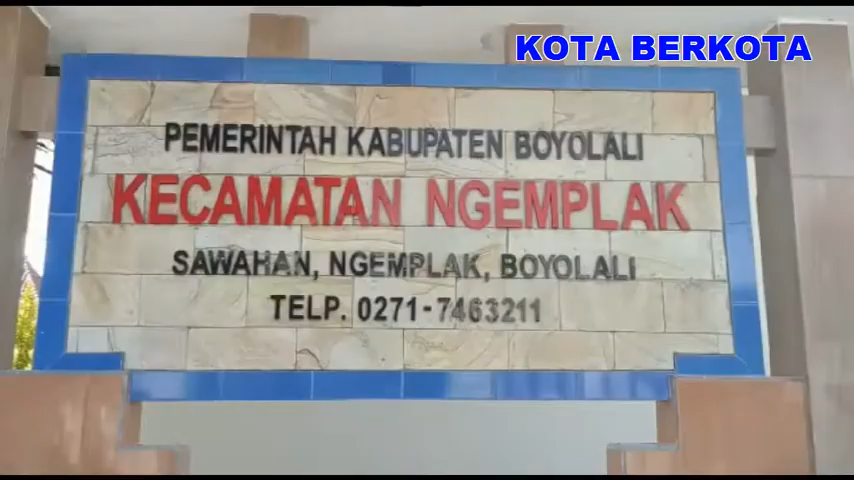 KOTA BERKOTA
PEMERINTAH KABUPATEN BOYOLALI
KECAMATAN NGEMPLAK
SAWAHAN, NGEMPLAK, BOYOLALI
TELP. 0271-7463211